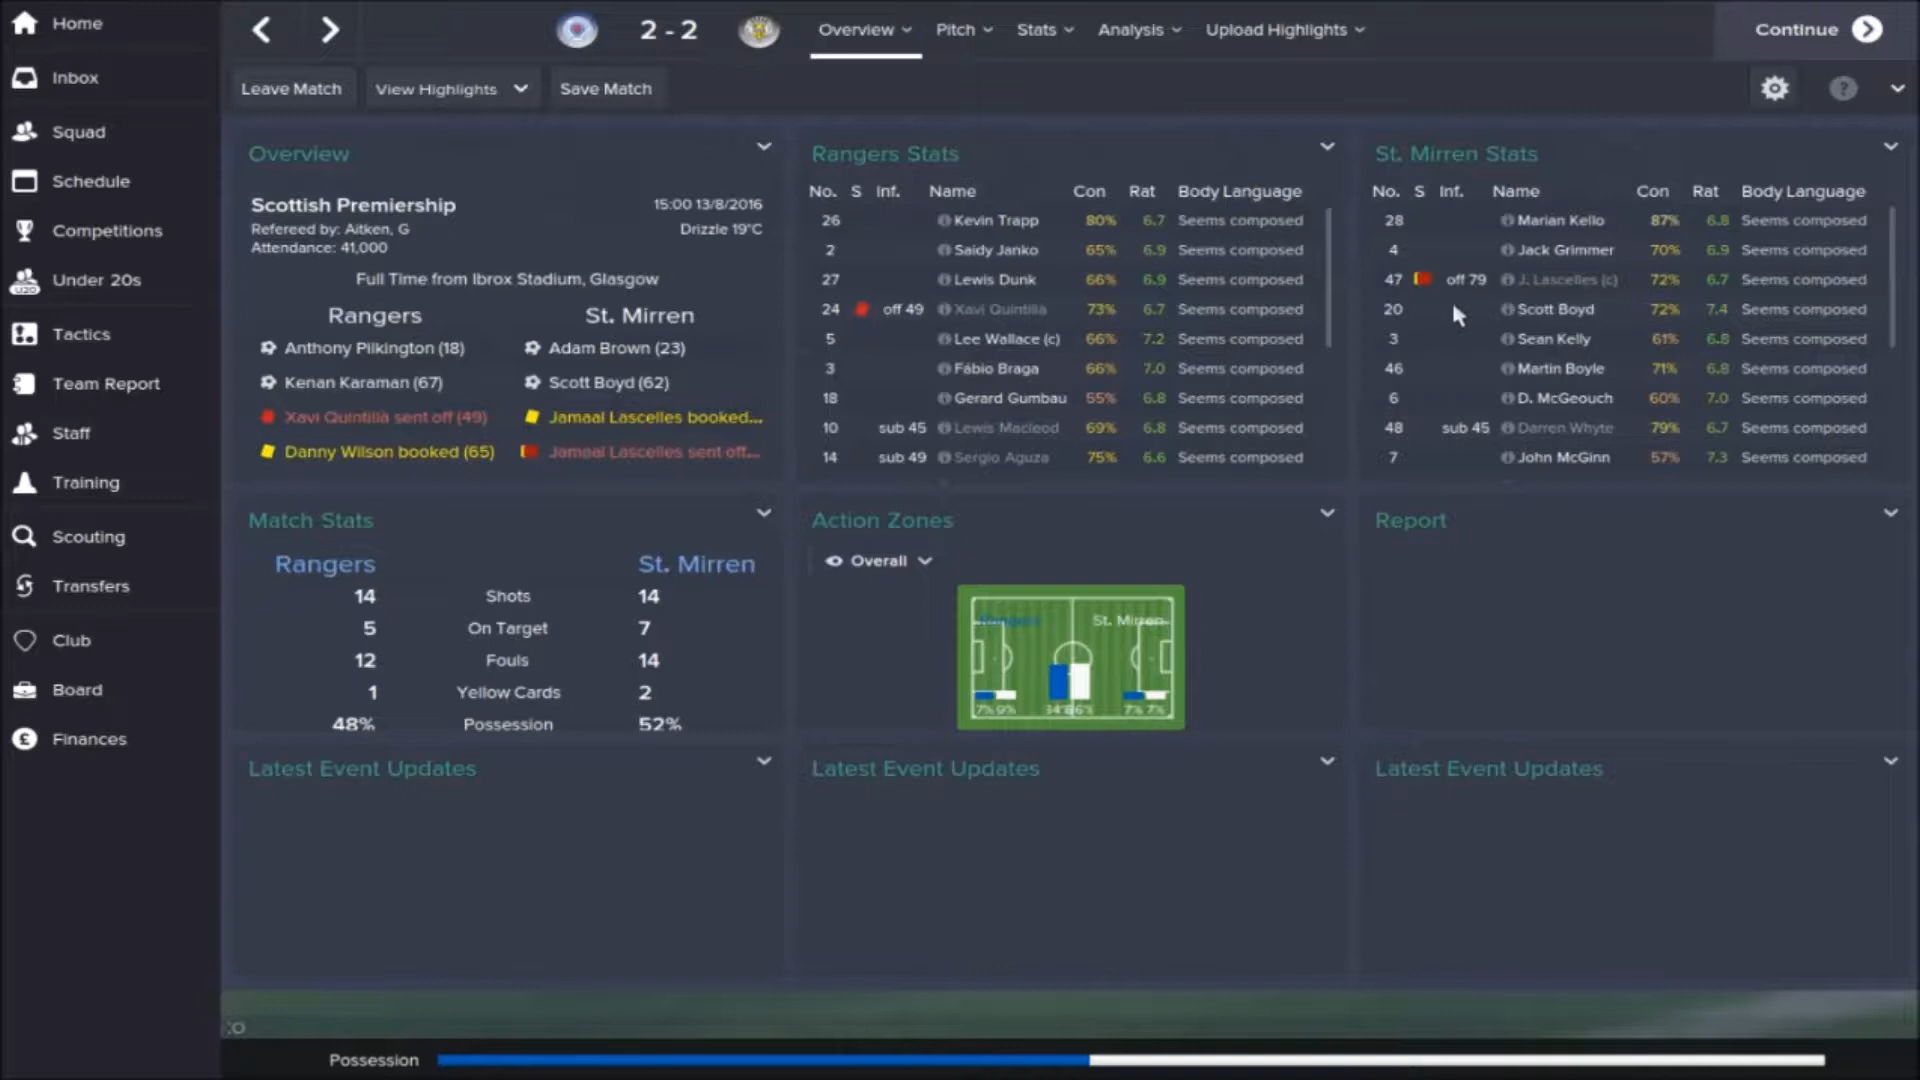 Home
Inbox
Squad
Schedule
Competitions
Under 20s
Tactics
Team Report
Staff
Training
Scouting
Transfers
Club
Board
Finances
2 - 2
Overview Pitch Stats Analysis Upload Highlights
Continue
Leave Match View Highlights Save Match
?
Overview
Scottish Premiership 15:00 13/8/2016
Refereed by: Aitken, G Drizzle 19°C
Attendance: 41,000
Full Time from Ibrox Stadium, Glasgow
Rangers St. Mirren
Anthony Pilkington (18) Adam Brown (23)
Kenan Karaman (67) Scott Boyd (62)
Xavi Quintillà sent off (49) Jamaal Lascelles booked...
Danny Wilson booked (65) Jamaal Lascelles sent off...
Rangers Stats
No. S Inf. Name Con Rat Body Language
26 Kevin Trapp 80% 6.7 Seems composed
2 Saidy Janko 65% 6.9 Seems composed
27 Lewis Dunk 66% 6.9 Seems composed
24 off 49 Xavi Quintillà 73% 6.7 Seems composed
5 Lee Wallace (c) 66% 7.2 Seems composed
3 Fábio Braga 66% 7.0 Seems composed
18 Gerard Gumbau 55% 6.8 Seems composed
10 sub 45 Lewis Macleod 69% 6.8 Seems composed
14 sub 49 Sergio Aguza 75% 6.6 Seems composed
St. Mirren Stats
No. S Inf. Name Con Rat Body Language
28 Marian Kello 87% 6.8 Seems composed
4 Jack Grimmer 70% 6.9 Seems composed
47 off 79 J. Lascelles (c) 72% 6.7 Seems composed
20 Scott Boyd 72% 7.4 Seems composed
3 Sean Kelly 61% 6.8 Seems composed
46 Martin Boyle 71% 6.8 Seems composed
6 D. McGeouch 60% 7.0 Seems composed
48 sub 45 Darren Whyte 79% 6.7 Seems composed
7 John McGinn 57% 7.3 Seems composed
Match Stats
Rangers St. Mirren
14 Shots 14
5 On Target 7
12 Fouls 14
1 Yellow Cards 2
48% Possession 52%
Action Zones
Overall
Rangers St. Mirren
7% 9% 7% 7%
Report
Latest Event Updates
Latest Event Updates
Latest Event Updates
Possession